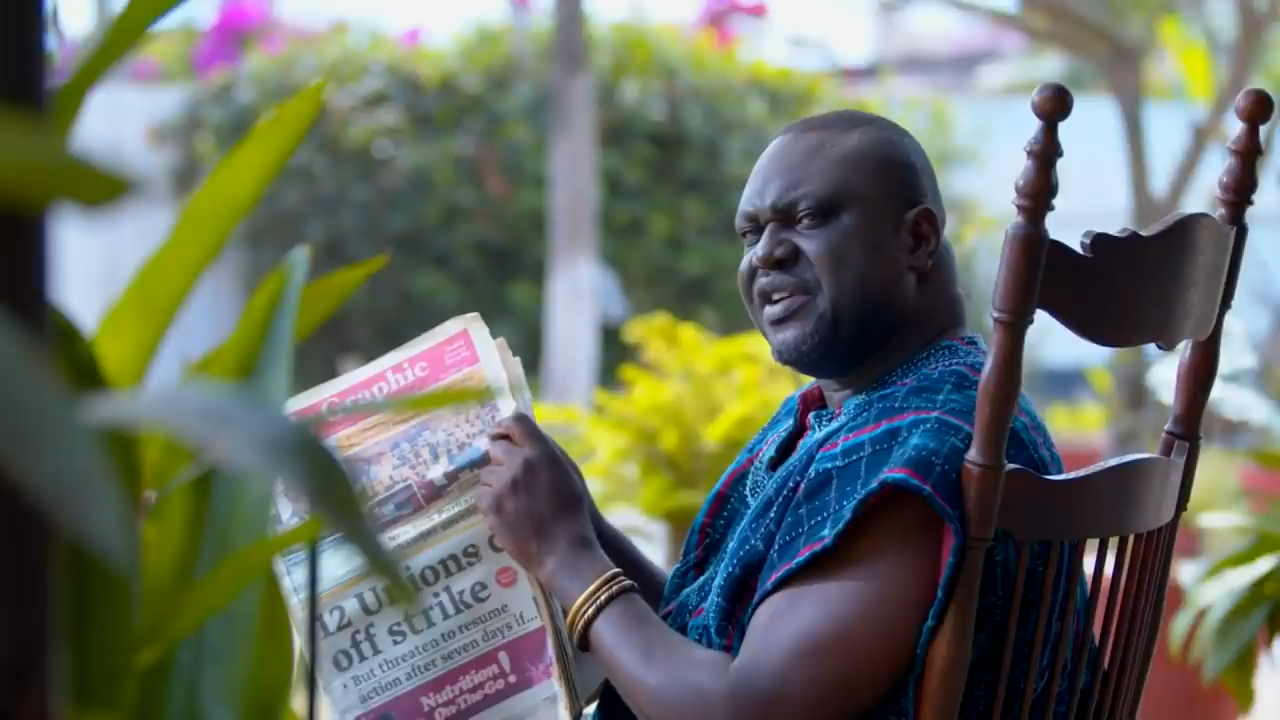 Graphic
12 Unions c
off strike
• But threaten to resume
action after seven days if...
Nutrition!
On-The-Go!